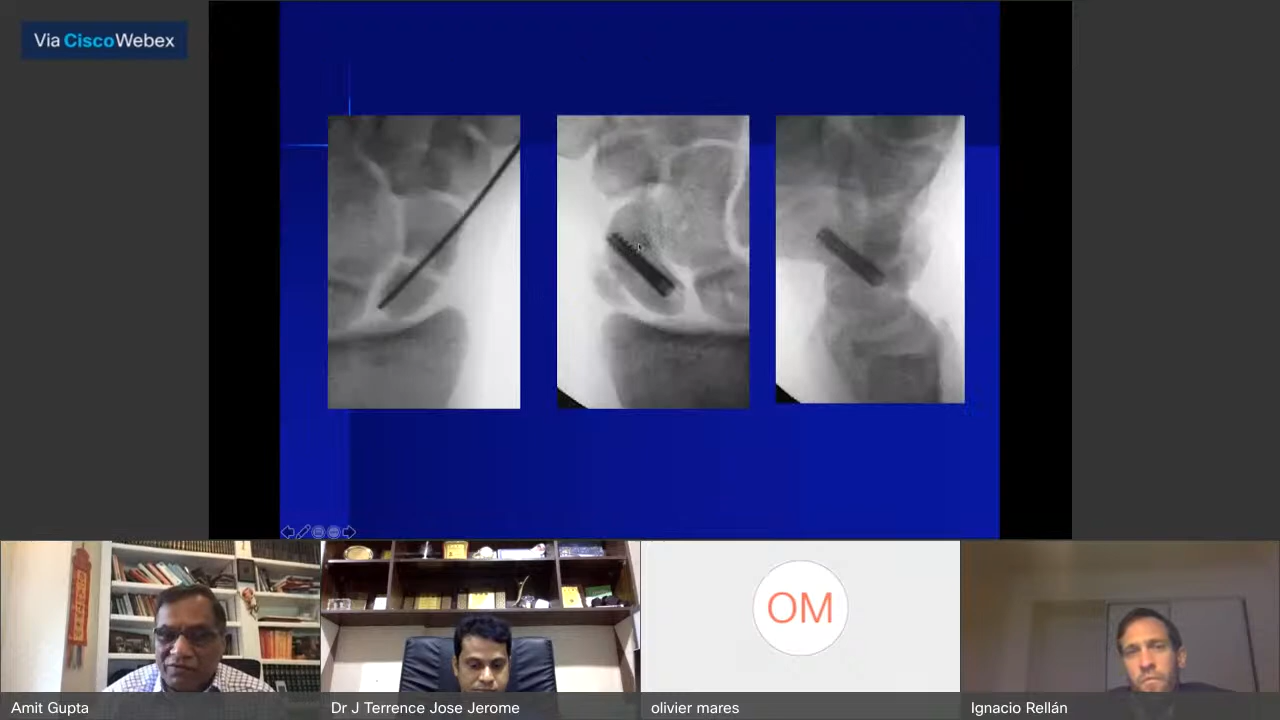 Via CiscoWebex
OM
Amit Gupta
Dr J Terrence Jose Jerome
olivier mares
Ignacio Rellán